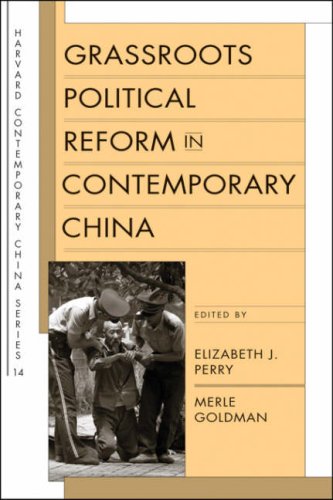 HARVARD CONTEMPORARY CHINA SERIES 14
GRASSROOTS
POLITICAL
REFORM IN
CONTEMPORARY
CHINA
EDITED BY
ELIZABETH J.
PERRY
MERLE
GOLDMAN